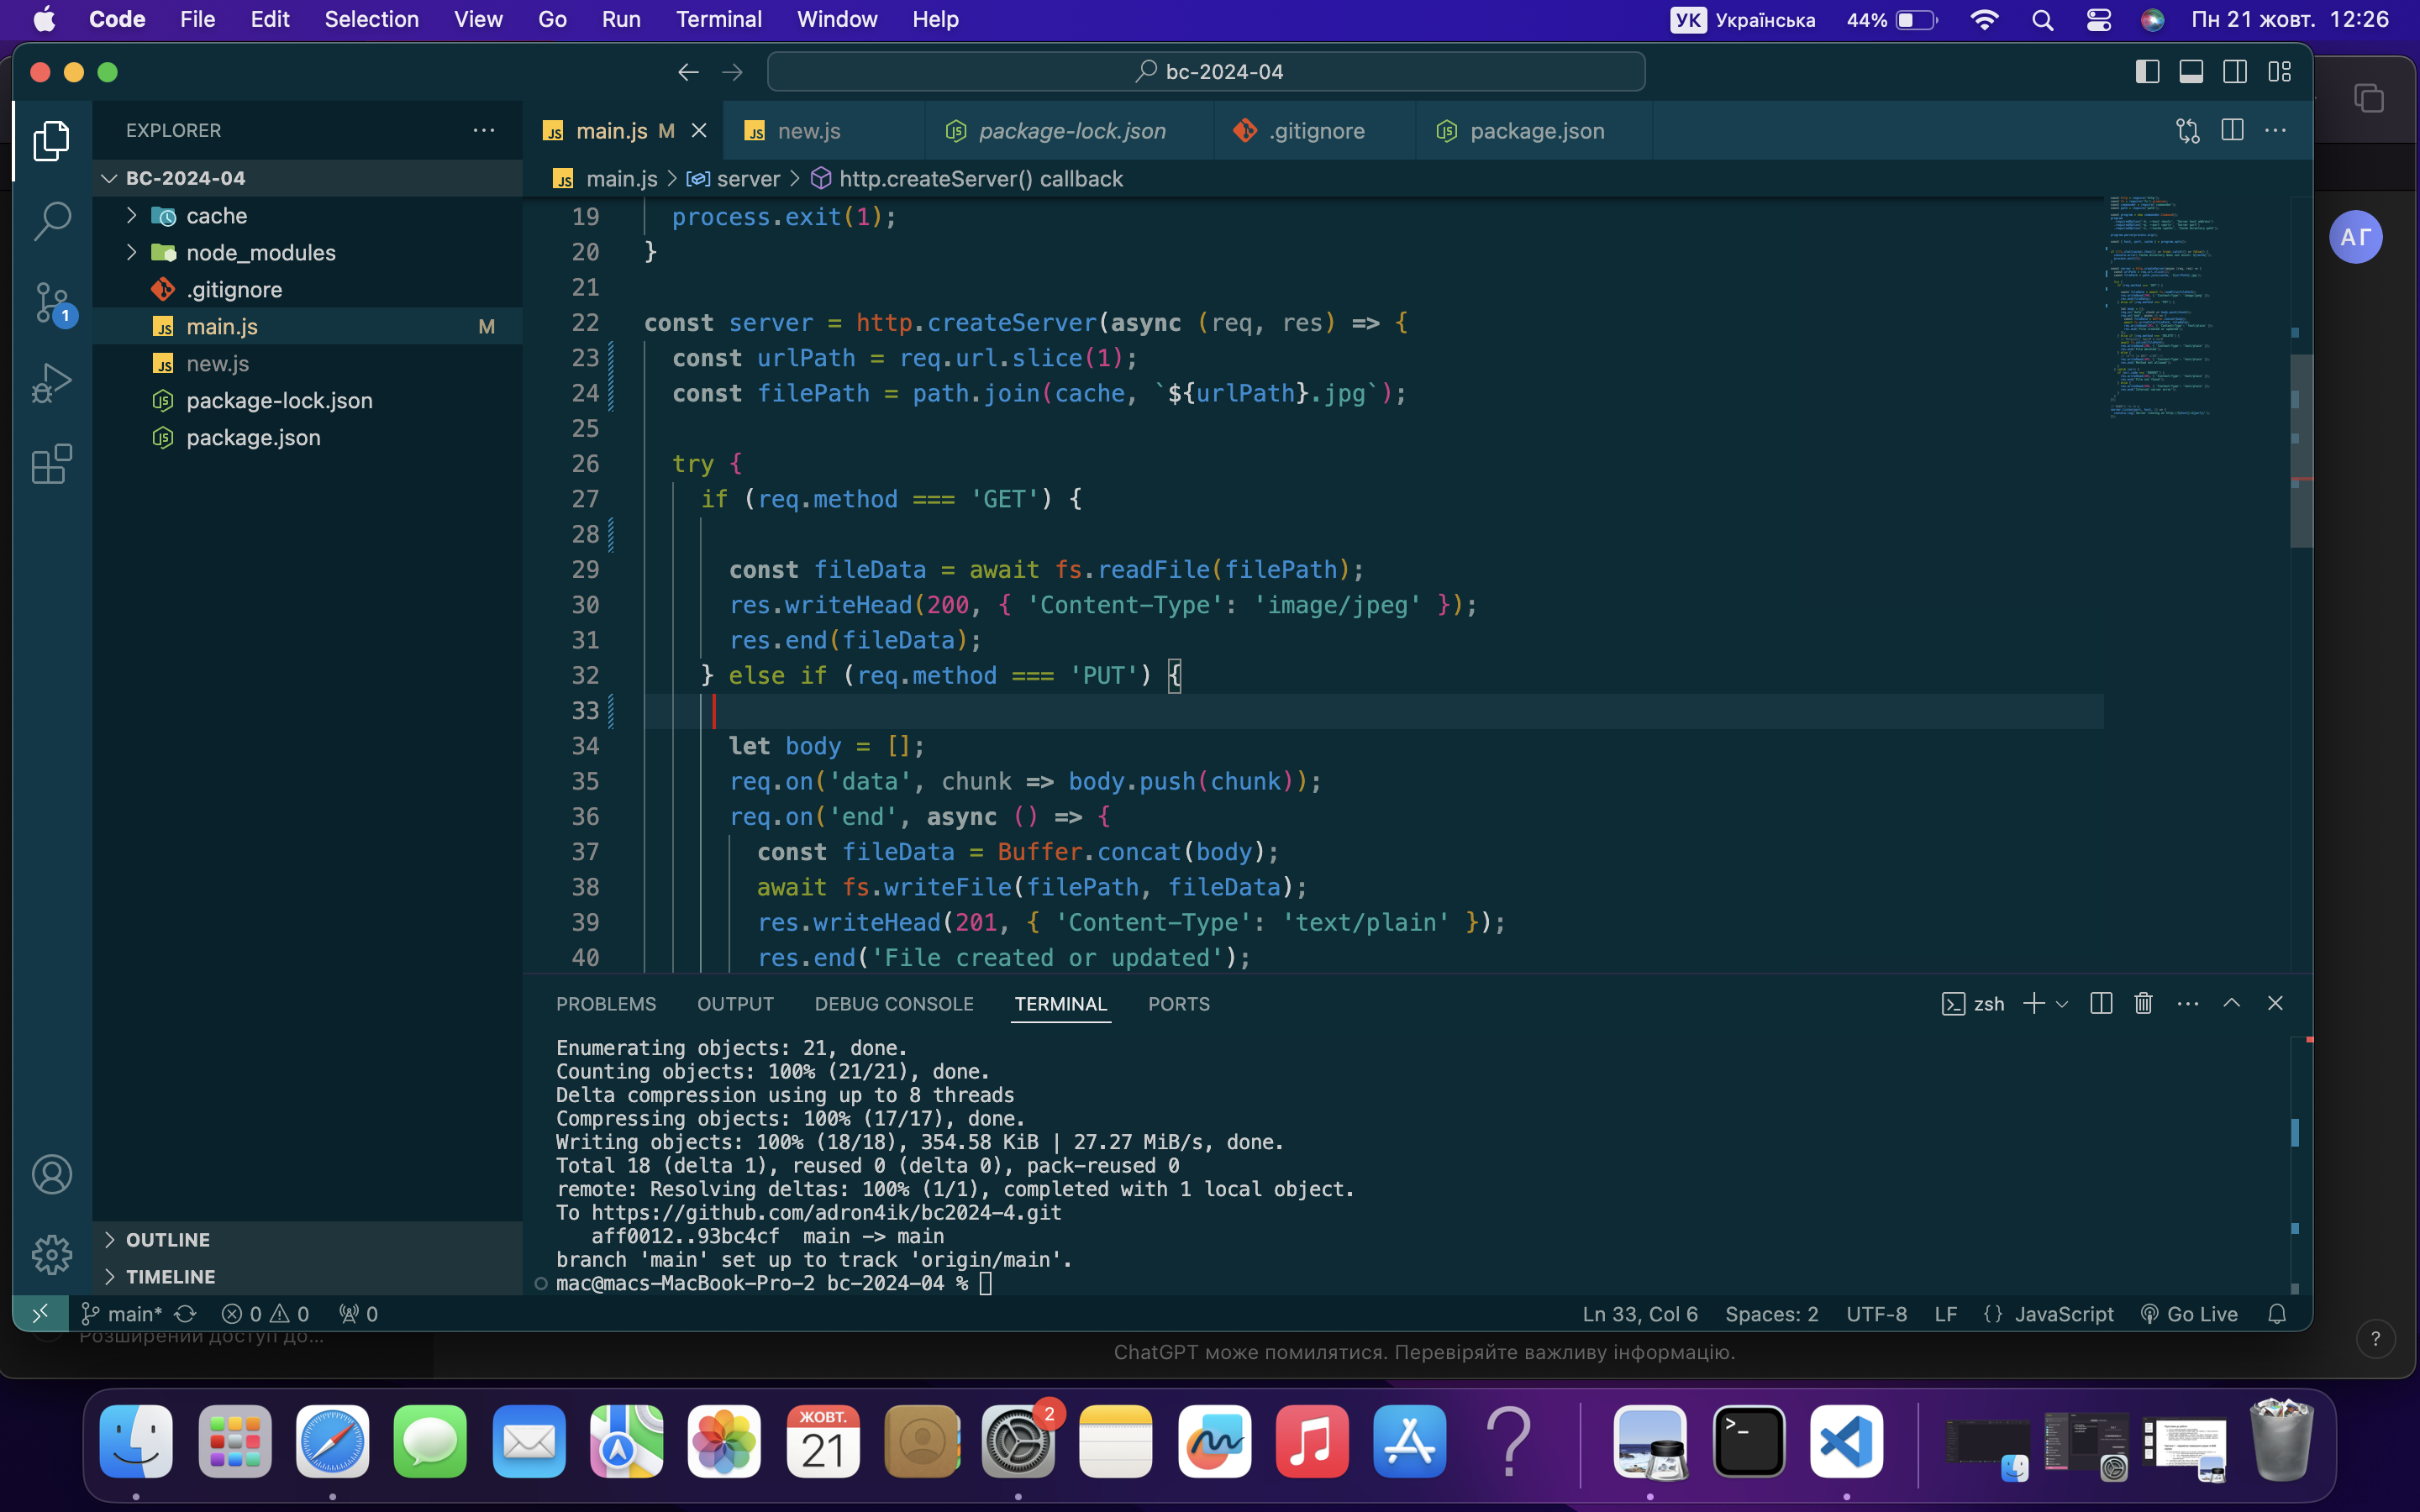 Code File Edit Selection View Go Run Terminal Window Help УК Українська 44% Пн 21 жовт. 12:26
bc-2024-04
EXPLORER
main.js M
new.js
package-lock.json
.gitignore
package.json
main.js > server > http.createServer() callback
АГ
BC-2024-04
cache
node_modules
.gitignore
main.js M
new.js
package-lock.json
package.json
1
19 process.exit(1);
20 }
21
22 const server = http.createServer(async (req, res) => {
23 const urlPath = req.url.slice(1);
24 const filePath = path.join(cache, `${urlPath}.jpg`);
25
26 try {
27 if (req.method === 'GET') {
28
29 const fileData = await fs.readFile(filePath);
30 res.writeHead(200, { 'Content-Type': 'image/jpeg' });
31 res.end(fileData);
32 } else if (req.method === 'PUT') {
33
34 let body = [];
35 req.on('data', chunk => body.push(chunk));
36 req.on('end', async () => {
37 const fileData = Buffer.concat(body);
38 await fs.writeFile(filePath, fileData);
39 res.writeHead(201, { 'Content-Type': 'text/plain' });
40 res.end('File created or updated');
PROBLEMS OUTPUT DEBUG CONSOLE TERMINAL PORTS zsh
Enumerating objects: 21, done.
Counting objects: 100% (21/21), done.
Delta compression using up to 8 threads
Compressing objects: 100% (17/17), done.
Writing objects: 100% (18/18), 354.58 KiB | 27.27 MiB/s, done.
Total 18 (delta 1), reused 0 (delta 0), pack-reused 0
remote: Resolving deltas: 100% (1/1), completed with 1 local object.
To https://github.com/adron4ik/bc2024-4.git
aff0012..93bc4cf main -> main
branch 'main' set up to track 'origin/main'.
mac@macs-MacBook-Pro-2 bc-2024-04 %
OUTLINE
TIMELINE
main* 0 0 0 Ln 33, Col 6 Spaces: 2 UTF-8 LF {} JavaScript Go Live
Розширений доступ до...
ChatGPT може помилятися. Перевіряйте важливу інформацію.
?
ЖОВТ.
21
2